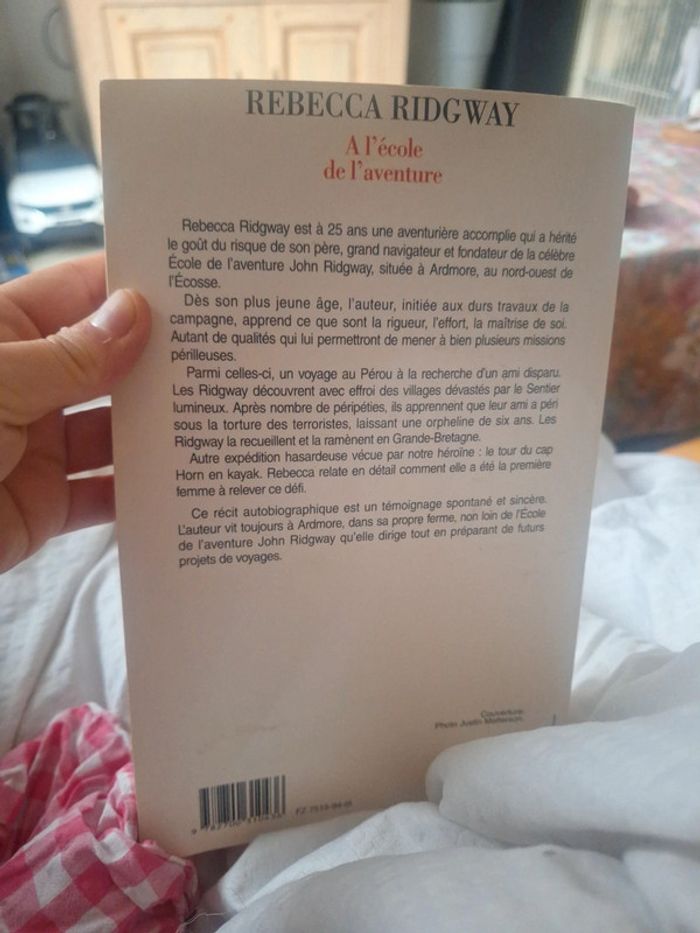 REBECCA RIDGWAY
A l'école
de l'aventure
Rebecca Ridgway est à 25 ans une aventurière accomplie qui a hérité
le goût du risque de son père, grand navigateur et fondateur de la célèbre
École de l'aventure John Ridgway, située à Ardmore, au nord-ouest de
l'Écosse.
Dès son plus jeune âge, l'auteur, initiée aux durs travaux de la
campagne, apprend ce que sont la rigueur, l'effort, la maîtrise de soi.
Autant de qualités qui lui permettront de mener à bien plusieurs missions
périlleuses.
Parmi celles-ci, un voyage au Pérou à la recherche d'un ami disparu.
Les Ridgway découvrent avec effroi des villages dévastés par le Sentier
lumineux. Après nombre de péripéties, ils apprennent que leur ami a péri
sous la torture des terroristes, laissant une orpheline de six ans. Les
Ridgway la recueillent et la ramènent en Grande-Bretagne.
Autre expédition hasardeuse vécue par notre héroïne : le tour du cap
Horn en kayak. Rebecca relate en détail comment elle a été la première
femme à relever ce défi.
Ce récit autobiographique est un témoignage spontané et sincère.
L'auteur vit toujours à Ardmore, dans sa propre ferme, non loin de l'École
de l'aventure John Ridgway qu'elle dirige tout en préparant de futurs
projets de voyages.
Couverture:
Photo Justin